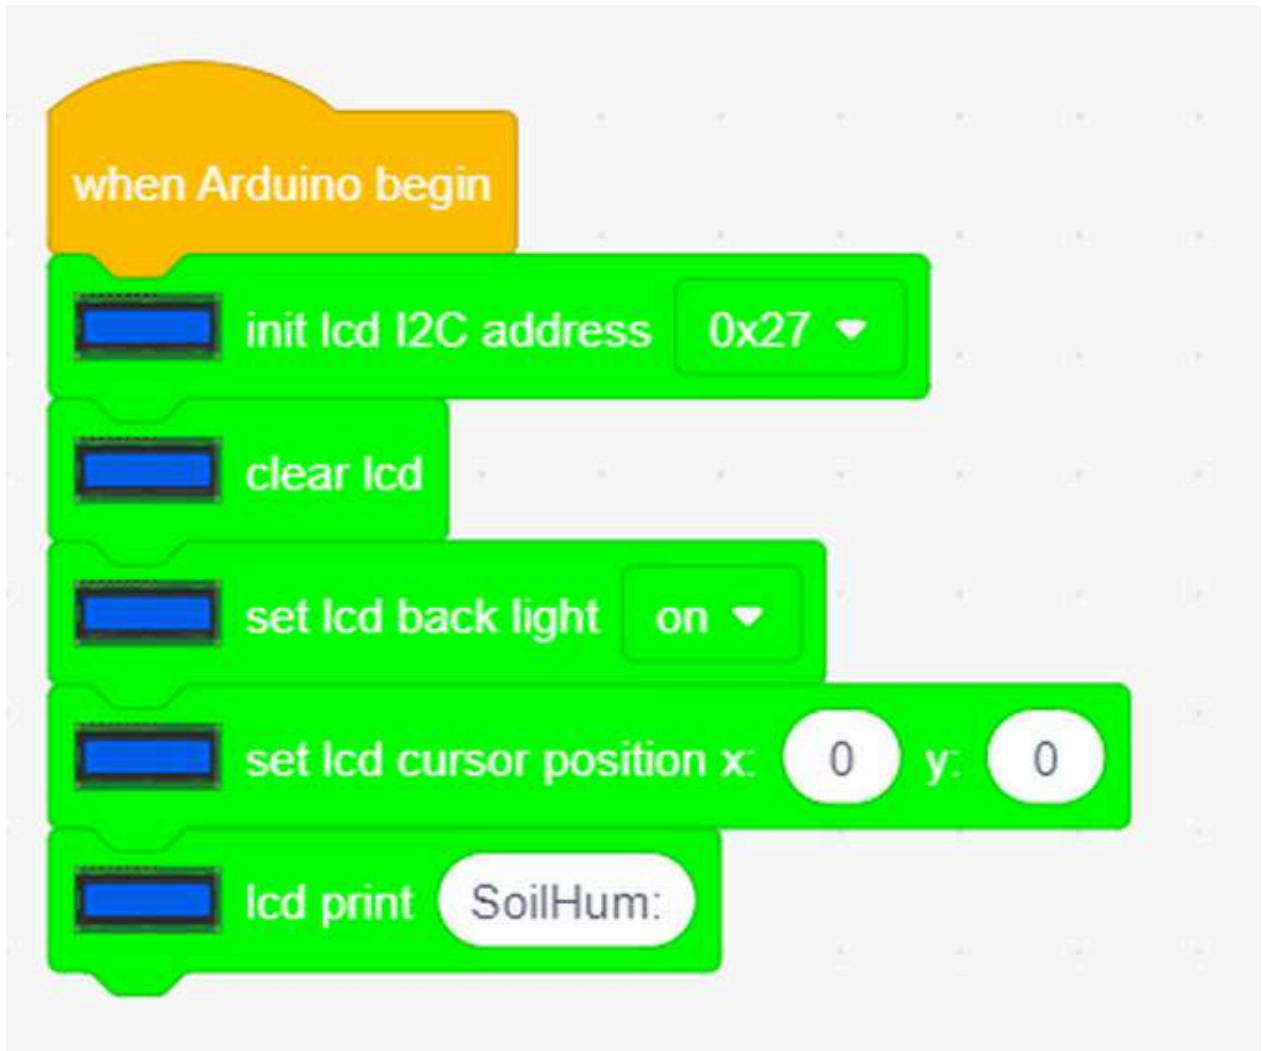 when Arduino begin
init lcd I2C address 0x27
clear lcd
set lcd back light on
set lcd cursor position x: 0 y: 0
lcd print SoilHum: